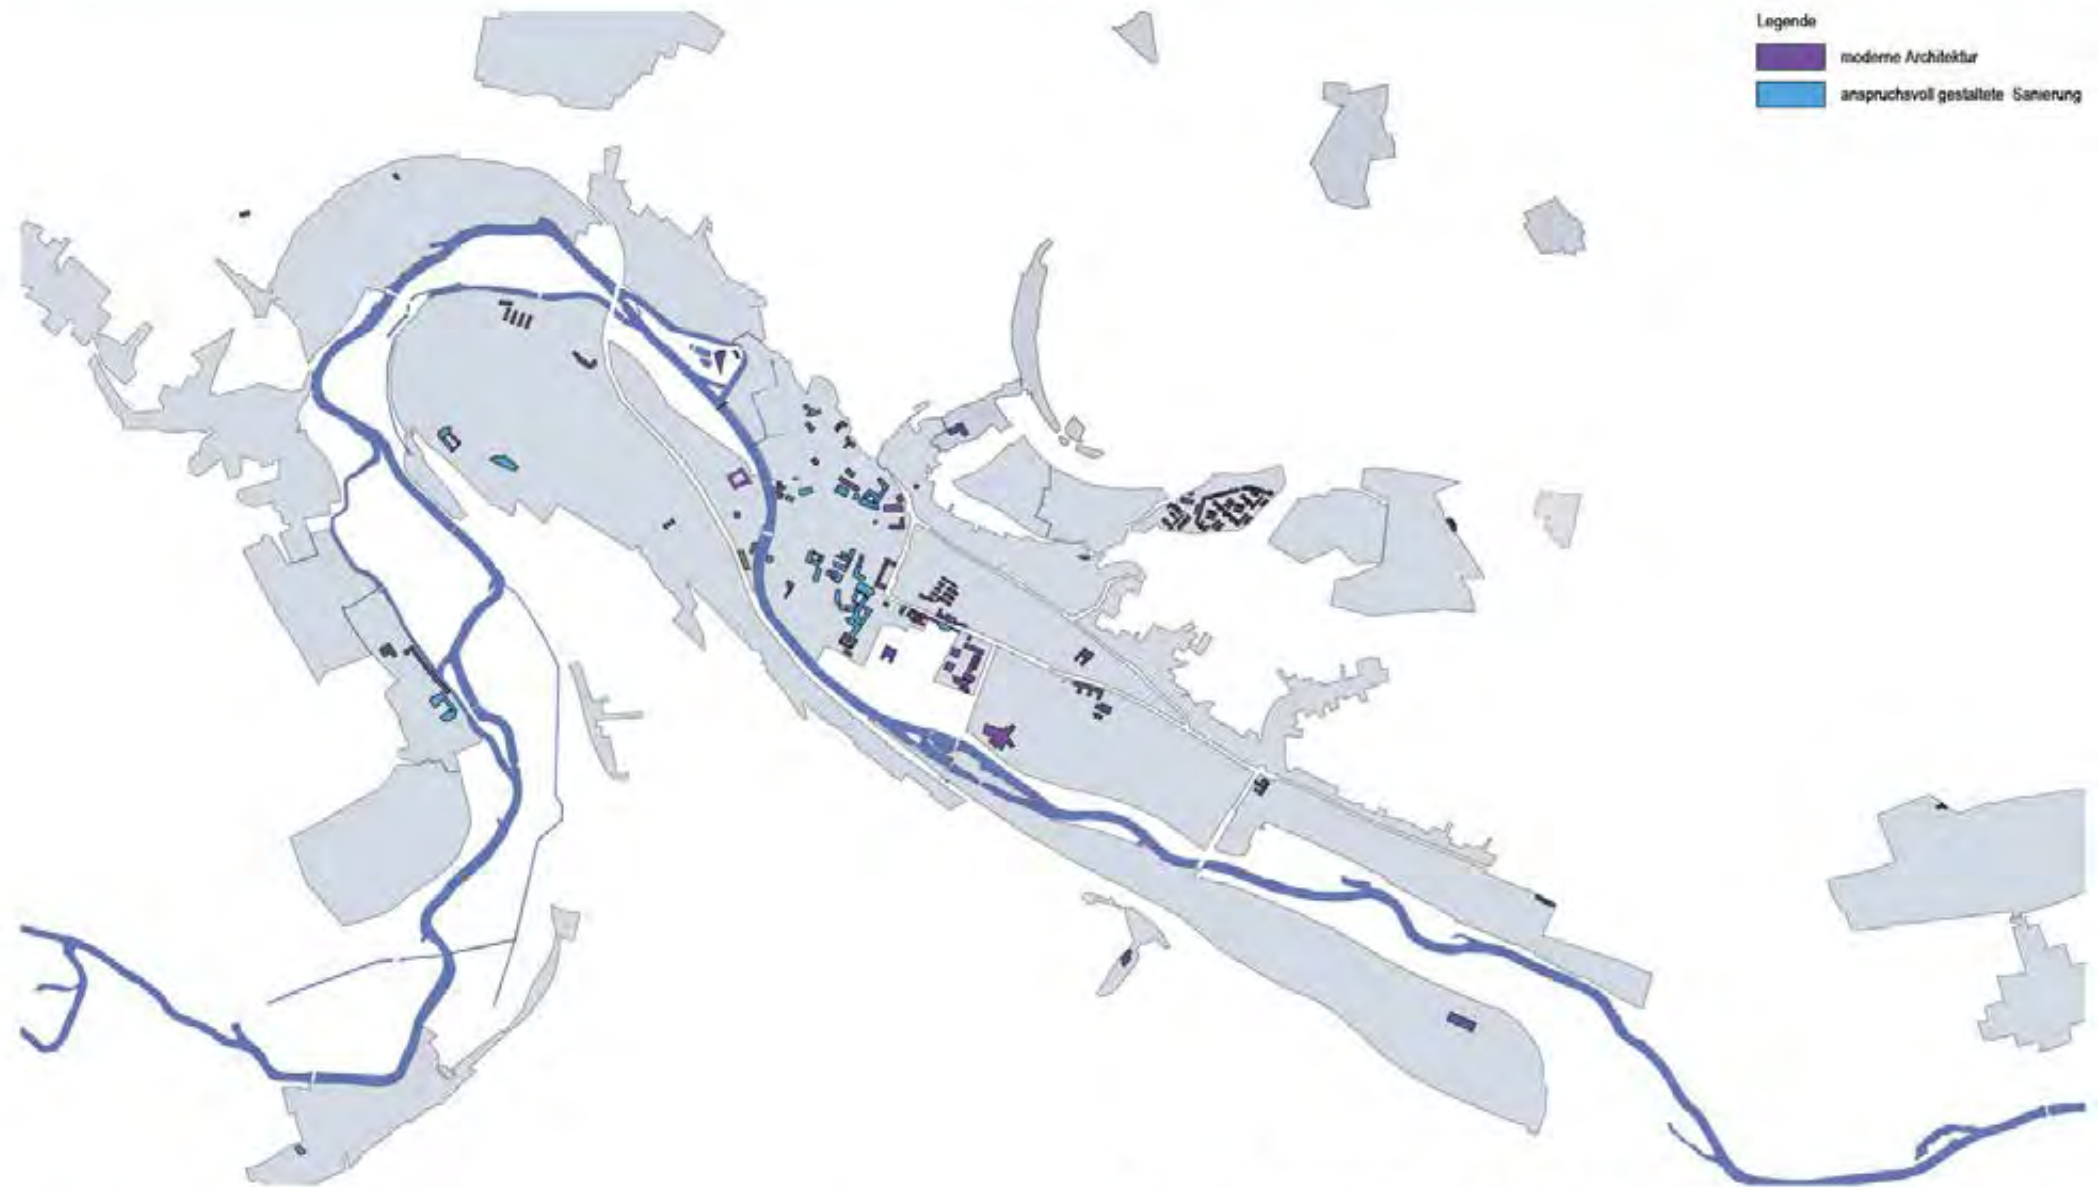 Legende
moderne Architektur
anspruchsvoll gestaltete Sanierung